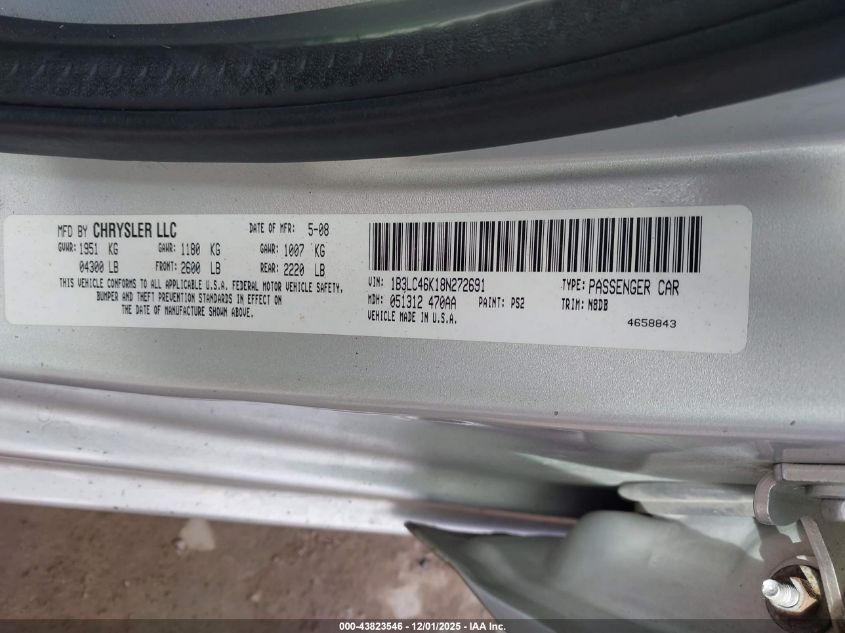 MFD BY CHRYSLER LLC DATE OF MFR: 5-08
GVWR: 1951 KG GAWR: 1180 KG GAWR: 1007 KG
04300 LB FRONT: 2600 LB REAR: 2220 LB
THIS VEHICLE CONFORMS TO ALL APPLICABLE U.S.A. FEDERAL MOTOR VEHICLE SAFETY,
BUMPER AND THEFT PREVENTION STANDARDS IN EFFECT ON
THE DATE OF MANUFACTURE SHOWN ABOVE.
VIN: 1B3LC46K18N272691 TYPE: PASSENGER CAR
MDH: 051312 470AA PAINT: PS2 TRIM: N8DB
VEHICLE MADE IN U.S.A.
4658843
000-43823546 - 12/01/2025 - IAA Inc.